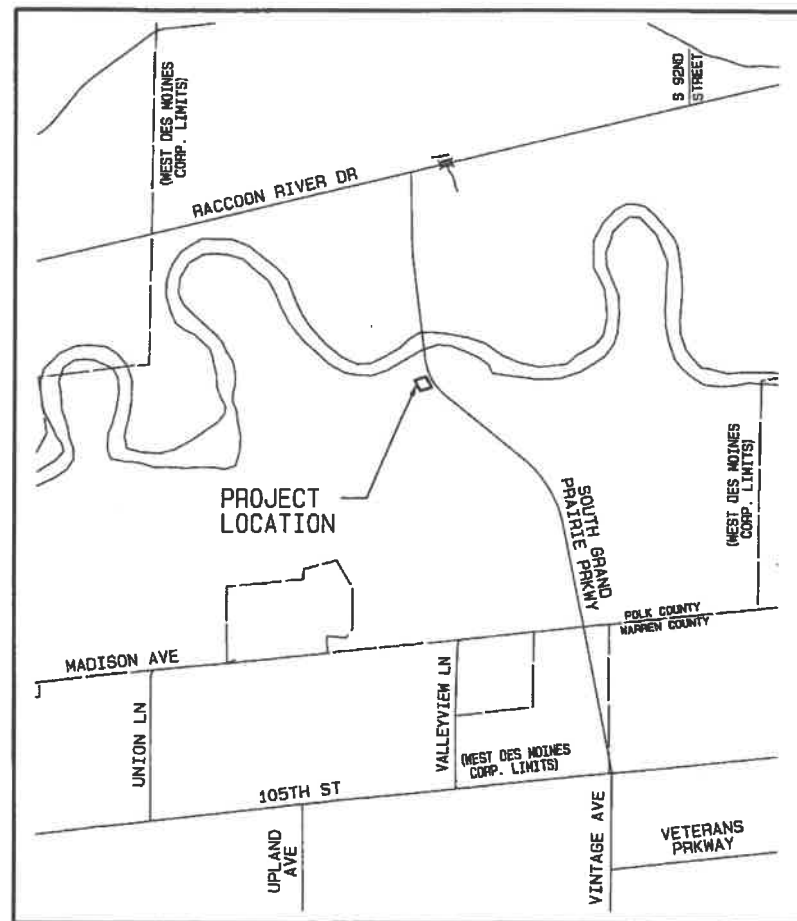 S 92ND
STREET
(WEST DES MOINES
CORP. LIMITS)
RACCOON RIVER DR
PROJECT
LOCATION
SOUTH GRAND
PRAIRIE PRKWY
(WEST DES MOINES
CORP. LIMITS)
POLK COUNTY
WARREN COUNTY
MADISON AVE
UNION LN
VALLEYVIEW LN
(WEST DES MOINES
CORP. LIMITS)
105TH ST
UPLAND
AVE
VINTAGE AVE
VETERANS
PRKWAY